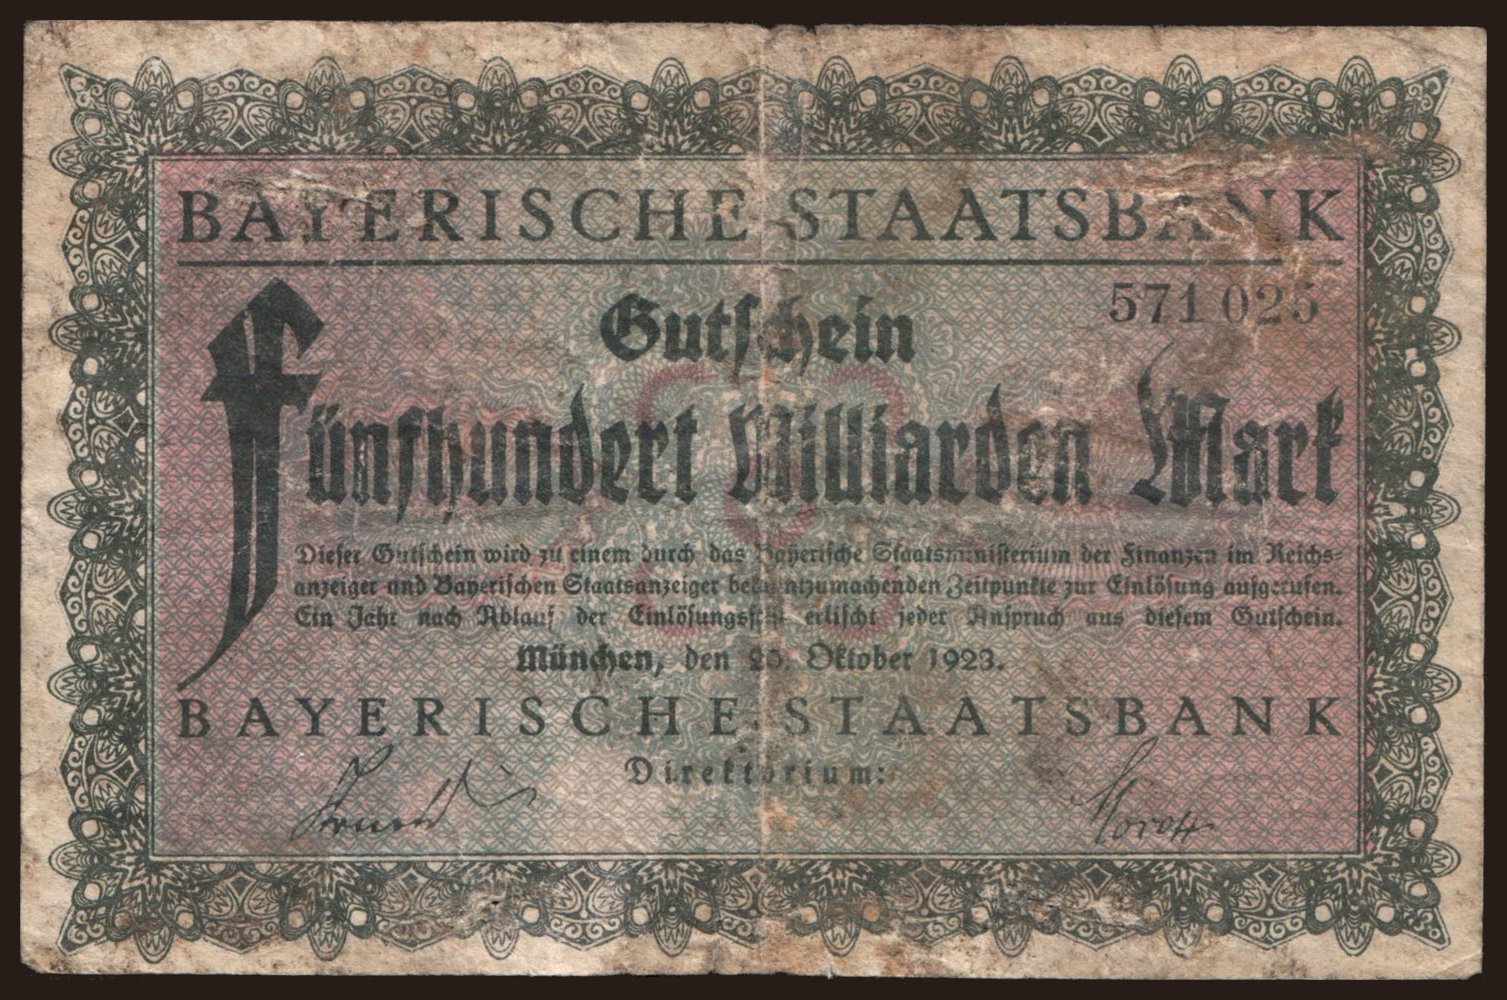 BAYERISCHE STAATSBANK
571 025
Gutschein
Fünfhundert Milliarden Mark
Dieser Gutschein wird zu einem durch das Bayerische Staatsministerium der Finanzen im Reichs-
anzeiger und Bayerischen Staatsanzeiger bekanntzumachenden Zeitpunkte zur Einlösung aufgerufen.
Ein Jahr nach Ablauf der Einlösungsfrist erlischt jeder Anspruch aus diesem Gutschein.
München, den Oktober 1923.
BAYERISCHE STAATSBANK
Direktorium: